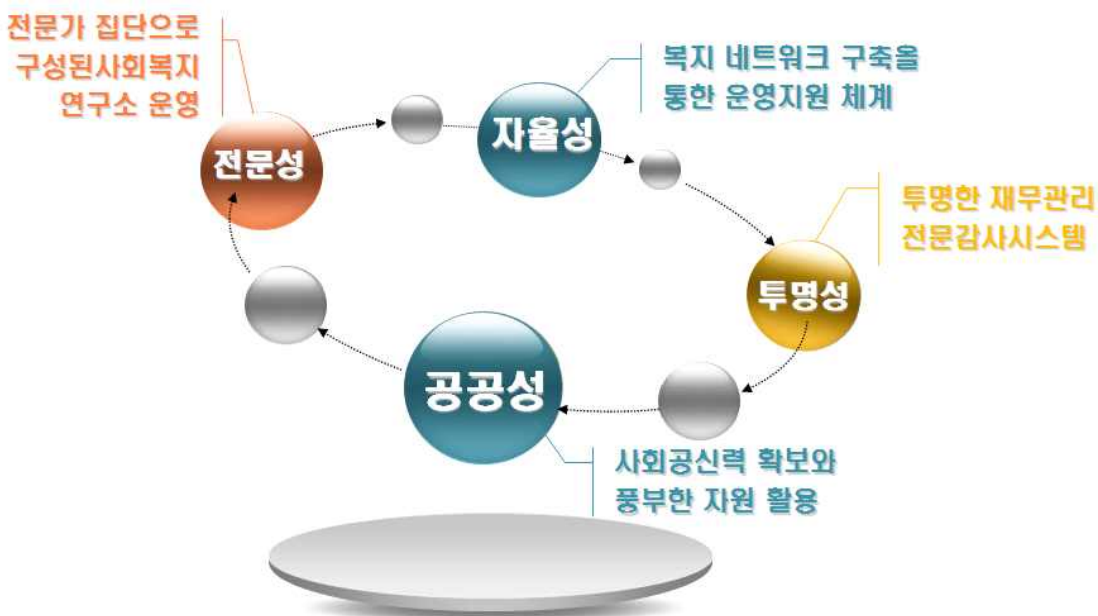 전문가 집단으로
구성된사회복지
연구소 운영
전문성
복지 네트워크 구축을
통한 운영지원 체계
자율성
투명한 재무관리
전문감사시스템
투명성
공공성
사회공신력 확보와
풍부한 자원 활용